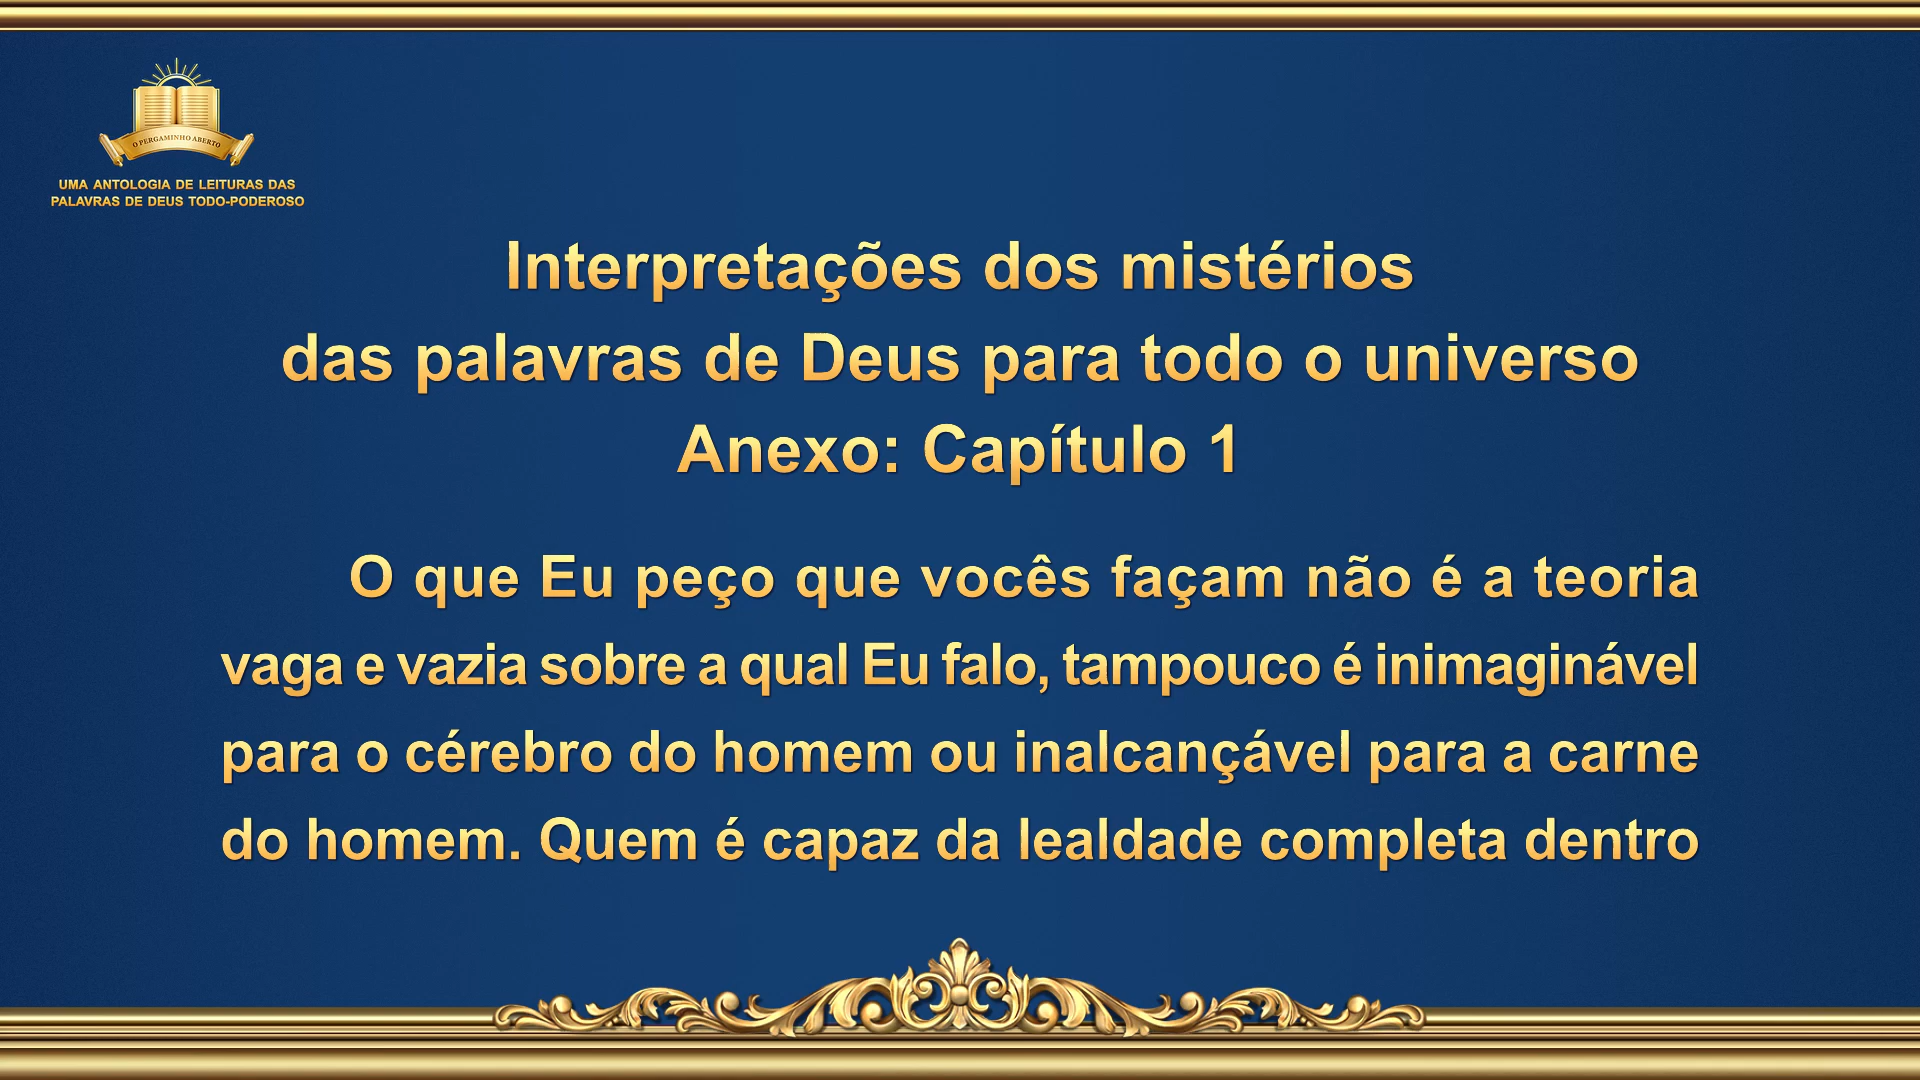 O PERGAMINHO ABERTO
UMA ANTOLOGIA DE LEITURAS DAS
PALAVRAS DE DEUS TODO-PODEROSO
Interpretações dos mistérios
das palavras de Deus para todo o universo
Anexo: Capítulo 1
O que Eu peço que vocês façam não é a teoria
vaga e vazia sobre a qual Eu falo, tampouco é inimaginável
para o cérebro do homem ou inalcançável para a carne
do homem. Quem é capaz da lealdade completa dentro